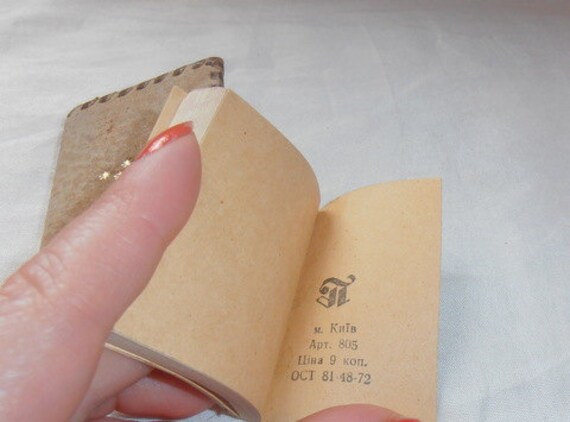 П
м. Київ
Арт. 805
Ціна 9 коп.
ОСТ 81-48-72